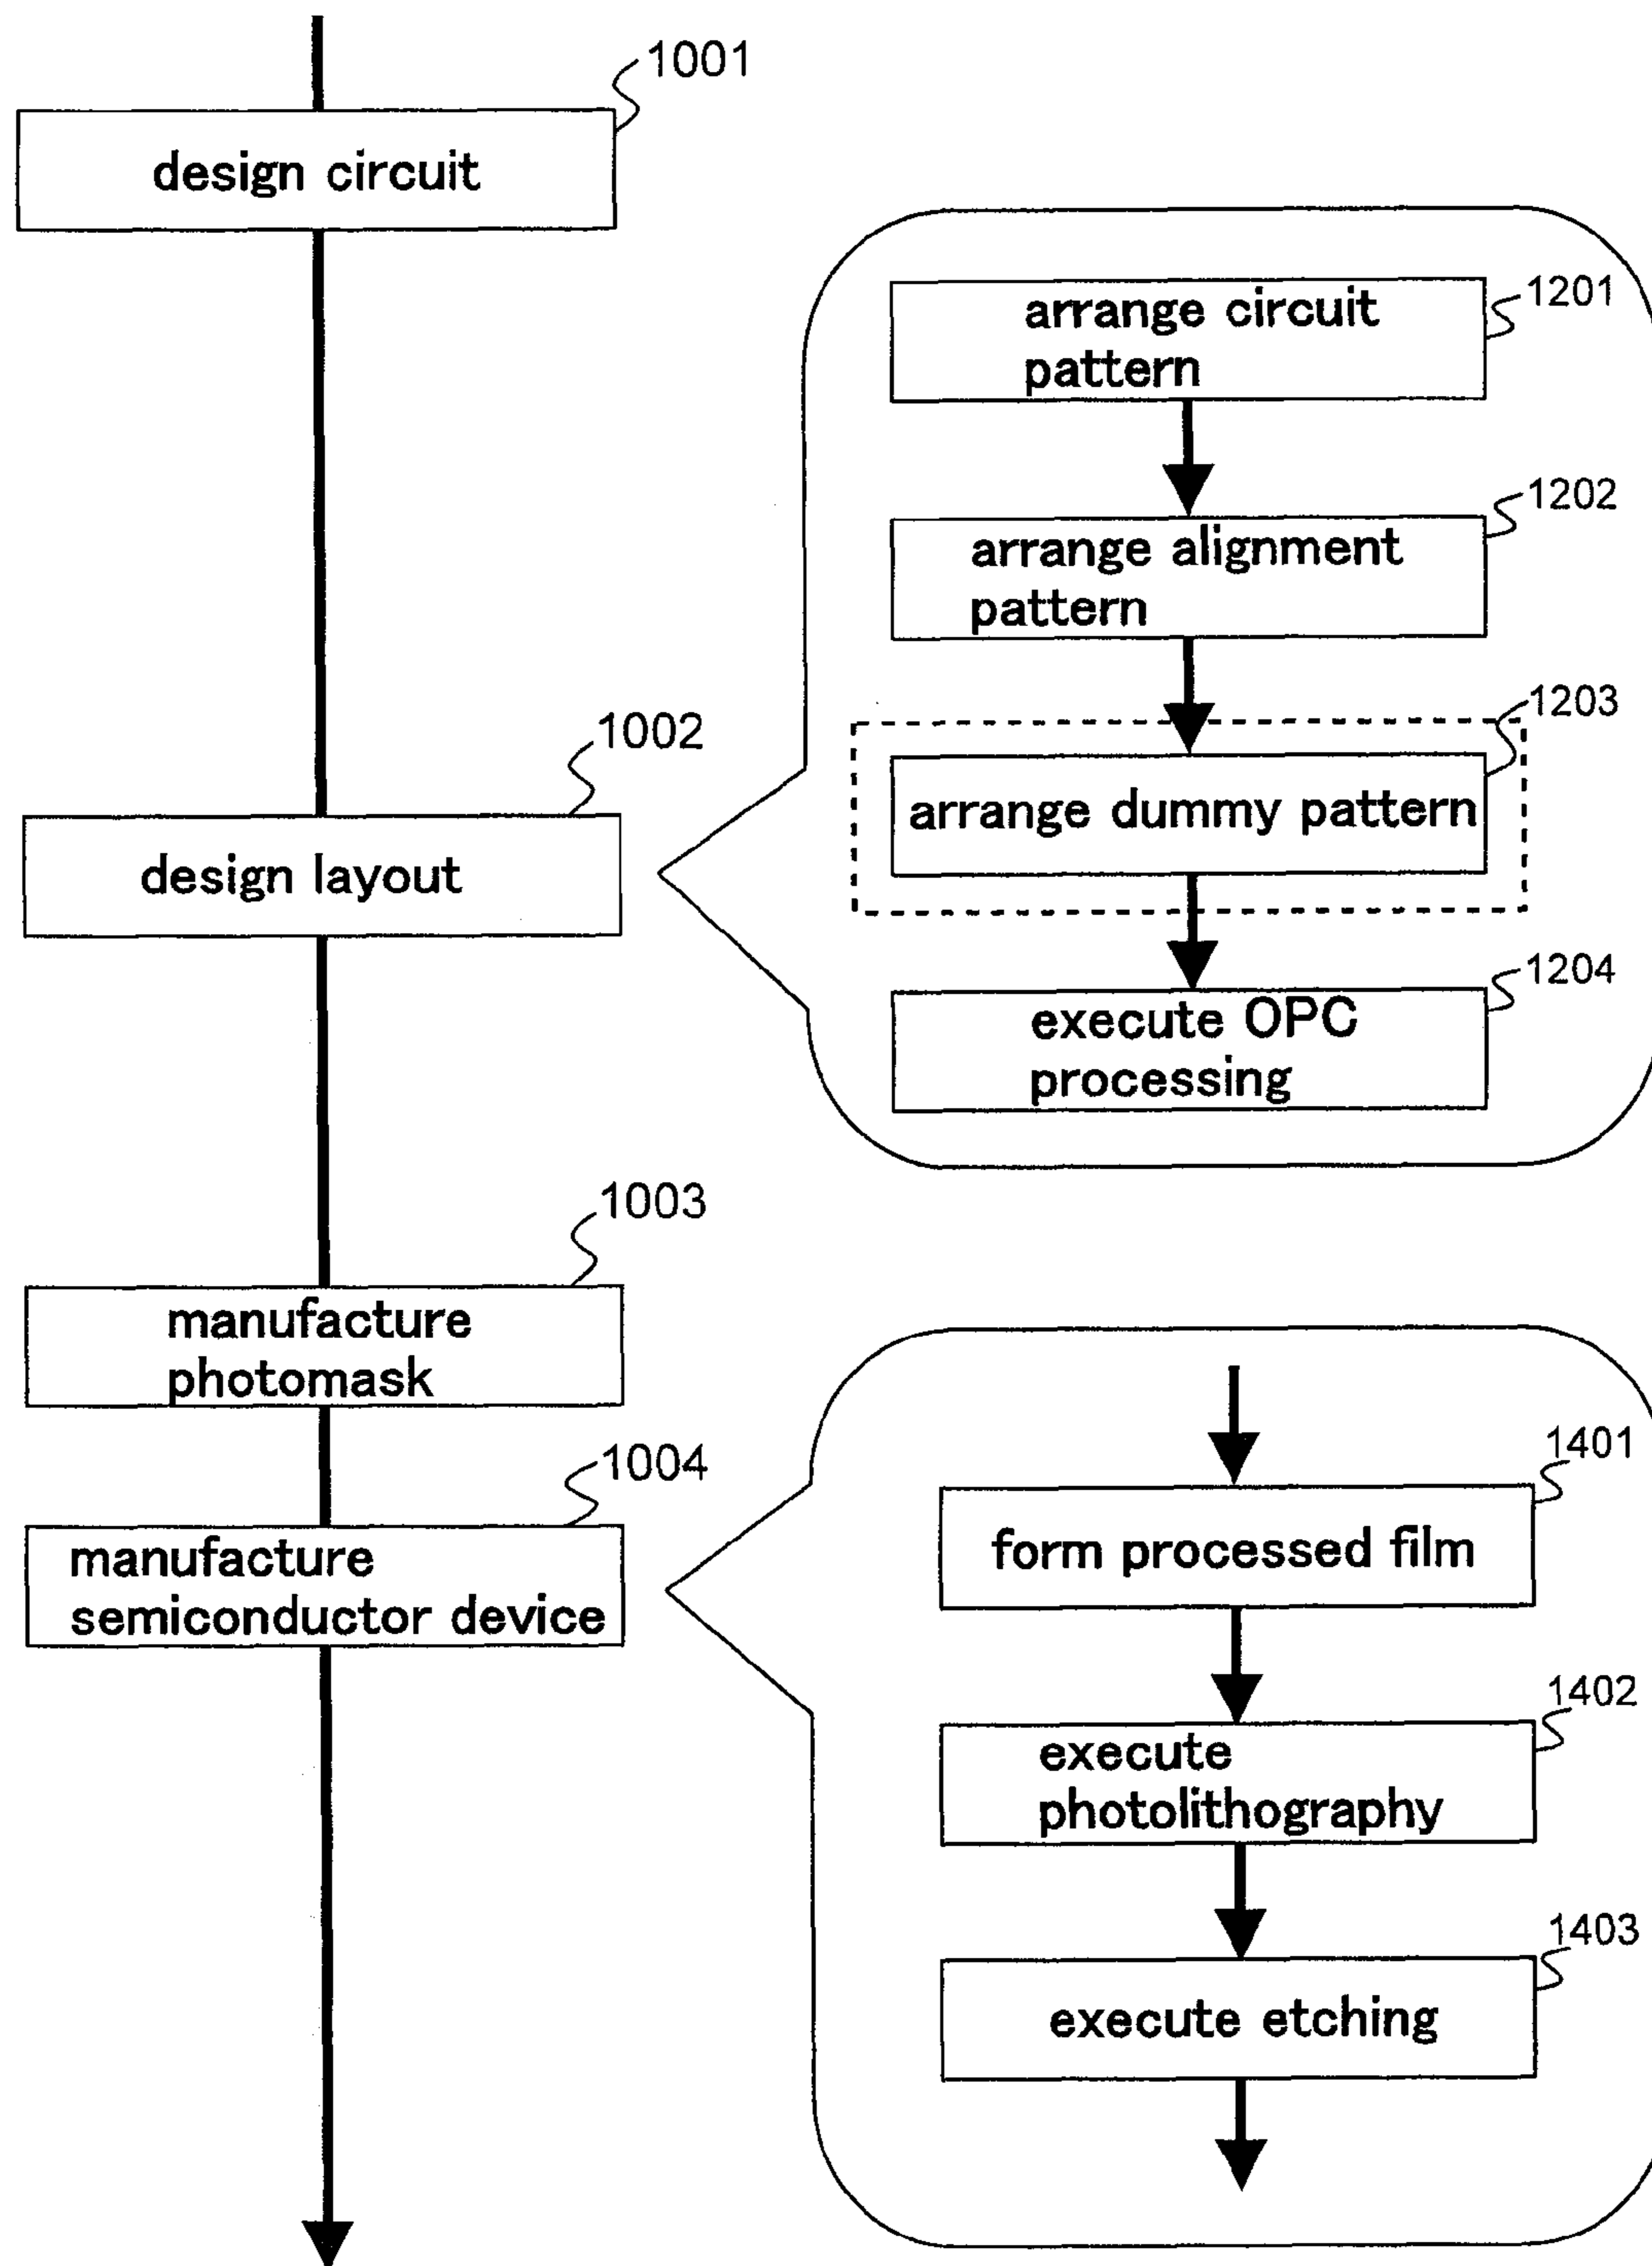 1001
design circuit
1201
arrange circuit
pattern
1202
arrange alignment
pattern
1203
arrange dummy pattern
1204
execute OPC
processing
1002
design layout
1003
manufacture
photomask
1004
manufacture
semiconductor device
1401
form processed film
1402
execute
photolithography
1403
execute etching